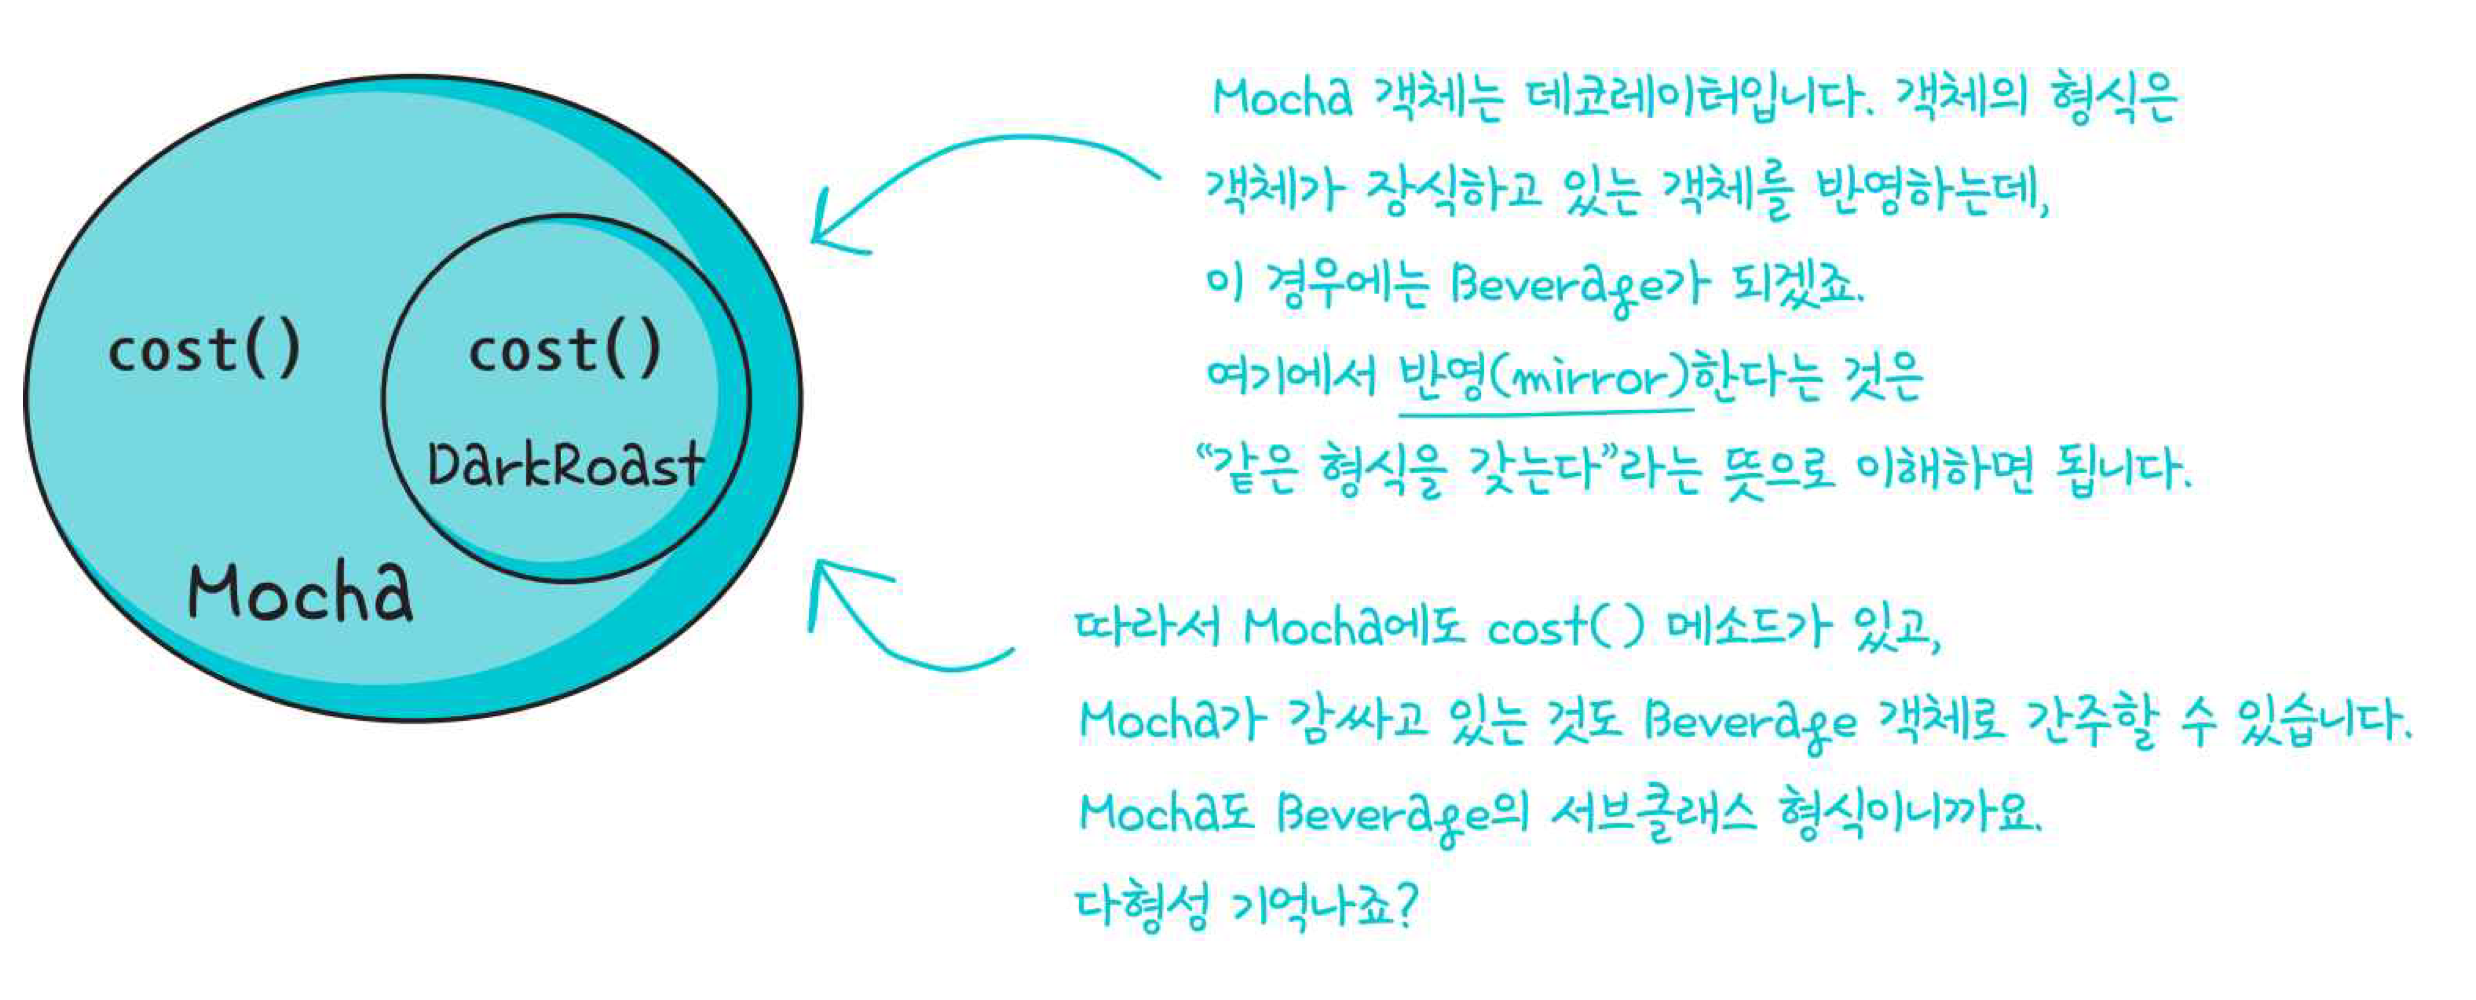 cost()
cost()
DarkRoast
Mocha
Mocha 객체는 데코레이터입니다. 객체의 형식은
객체가 장식하고 있는 객체를 반영하는데,
이 경우에는 Beverage가 되겠죠.
여기에서 반영(mirror)한다는 것은
“같은 형식을 갖는다”라는 뜻으로 이해하면 됩니다.
따라서 Mocha에도 cost() 메소드가 있고,
Mocha가 감싸고 있는 것도 Beverage 객체로 간주할 수 있습니다.
Mocha도 Beverage의 서브클래스 형식이니까요.
다형성 기억나죠?